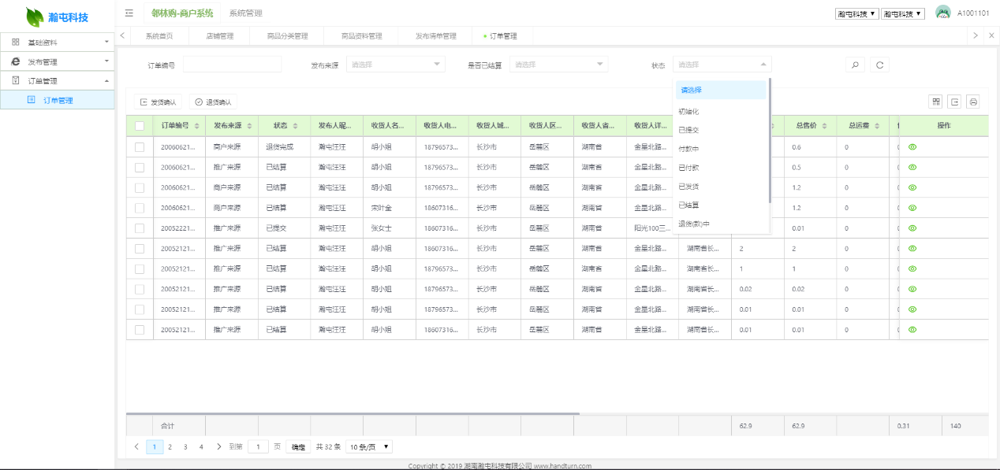 瀚屯科技
邻林购-商户系统 系统管理
瀚屯科技 瀚屯科技 A1001101
系统首页 店铺管理 商品分类管理 商品资料管理 发布清单管理 订单管理
基础资料
发布管理
订单管理
订单管理
订单编号 发布来源 请选择 是否已结算 请选择 状态 请选择
请选择
初始化
已提交
付款中
已付款
已发货
已结算
退货(款)中
发货确认 退货确认
订单编号 发布来源 状态 发布人昵... 收货人名... 收货人电... 收货人城... 收货人区... 收货人省... 收货人详... 总售价 总运费 操作
20060621... 商户来源 退货完成 瀚屯汪汪 胡小姐 18796573... 长沙市 岳麓区 湖南省 金星北路... 0.6 0
20060621... 推广来源 已结算 瀚屯汪汪 胡小姐 18796573... 长沙市 岳麓区 湖南省 金星北路... 0.5 0
20060621... 商户来源 已结算 瀚屯汪汪 胡小姐 18796573... 长沙市 岳麓区 湖南省 金星北路... 1.2 0
20060621... 商户来源 已结算 瀚屯汪汪 宋叶全 18607316... 长沙市 岳麓区 湖南省 金星北路... 1.2 0
20052221... 推广来源 已提交 瀚屯汪汪 张女士 18607316... 长沙市 岳麓区 湖南省 阳光100三... 0.01 0
20052121... 推广来源 已结算 瀚屯汪汪 胡小姐 18607316... 长沙市 岳麓区 湖南省 金星北路... 湖南省长... 2 2 0
20052121... 推广来源 已结算 瀚屯汪汪 胡小姐 18796573... 长沙市 岳麓区 湖南省 金星北路... 湖南省长... 1 1 0
20052121... 推广来源 已结算 瀚屯汪汪 胡小姐 18796573... 长沙市 岳麓区 湖南省 金星北路... 湖南省长... 0.02 0.02 0
20052121... 推广来源 已结算 瀚屯汪汪 胡小姐 18796573... 长沙市 岳麓区 湖南省 金星北路... 湖南省长... 0.01 0.01 0
20052121... 推广来源 已结算 瀚屯汪汪 胡小姐 18607316... 长沙市 岳麓区 湖南省 金星北路... 湖南省长... 0.01 0.01 0
合计 62.9 62.9 0.31 140
1 2 3 4 到第 1 页 确定 共 32 条 10 条/页
Copyright © 2019 湖南瀚屯科技有限公司 www.handturn.com